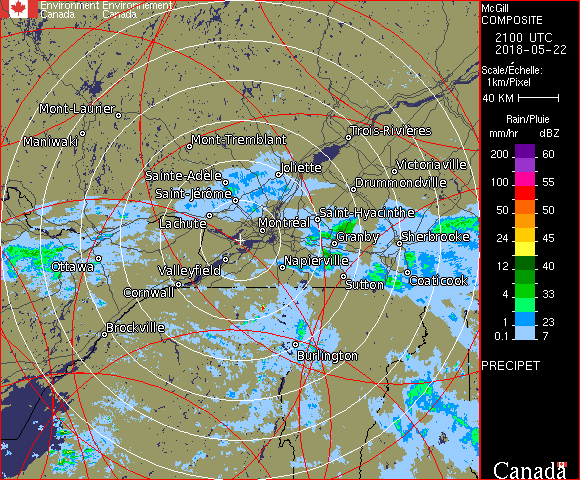 Environment Environnement
Canada Canada
McGill
COMPOSITE
2100 UTC
2018-05-22
Scale/Échelle:
1km/Pixel
40 KM
Rain/Pluie
mm/hr dBZ
200 60
100 55
50 50
24 45
12 40
4 33
1 23
0.1 7
PRECIPET
Canada
Mont-Laurier
Maniwaki
Mont-Tremblant
Trois-Rivières
Sainte-Adèle
Joliette
Victoriaville
Saint-Jérôme
Drummondville
Lachute
Saint-Hyacinthe
Montréal
Granby
Sherbrooke
Ottawa
Valleyfield
Napierville
Cornwall
Sutton
Coaticook
Brockville
Burlington